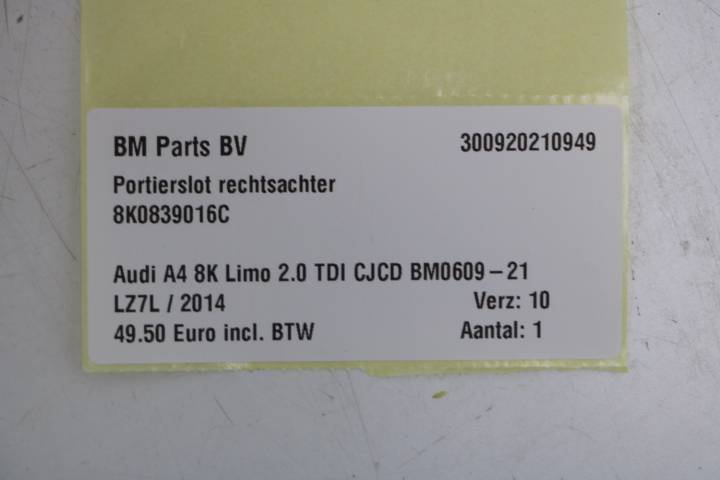 BM Parts BV 300920210949
Portierslot rechtsachter
8K0839016C
Audi A4 8K Limo 2.0 TDI CJCD BM0609-21
LZ7L / 2014 Verz: 10
49.50 Euro incl. BTW Aantal: 1